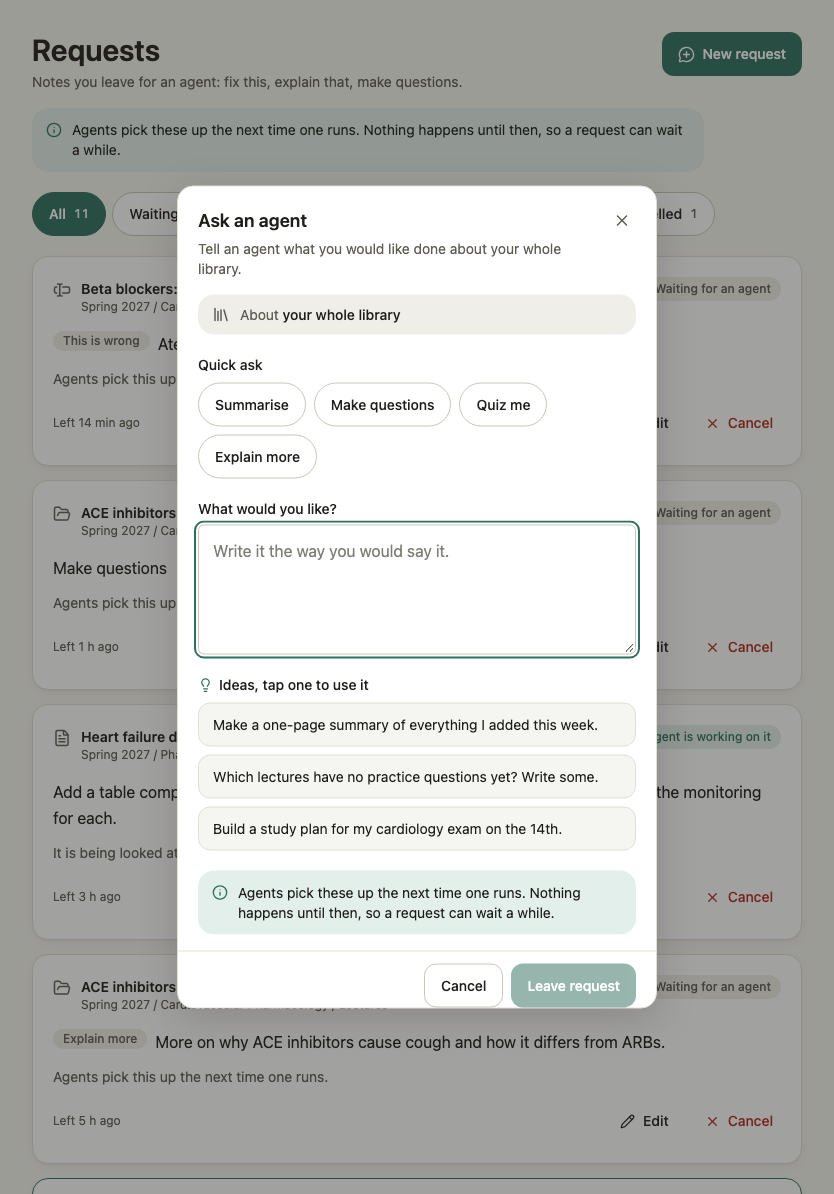 Requests
New request
Notes you leave for an agent: fix this, explain that, make questions.
Agents pick these up the next time one runs. Nothing happens until then, so a request can wait
a while.
All 11
Waiting
1
Ask an agent
Tell an agent what you would like done about your whole
library.
About your whole library
Quick ask
Summarise
Make questions
Quiz me
Explain more
What would you like?
Write it the way you would say it.
Ideas, tap one to use it
Make a one-page summary of everything I added this week.
Which lectures have no practice questions yet? Write some.
Build a study plan for my cardiology exam on the 14th.
Agents pick these up the next time one runs. Nothing
happens until then, so a request can wait a while.
Cancel
Leave request
Beta blockers:
Waiting for an agent
Spring 2027 /
This is wrong
Agents pick this up
Left 14 min ago
Cancel
ACE inhibitors
Waiting for an agent
Spring 2027 /
Make questions
Agents pick this up
Left 1 h ago
Cancel
Heart failure
agent is working on it
Spring 2027 /
Add a table
the monitoring
for each.
It is being looked at
Left 3 h ago
Cancel
ACE inhibitors
Waiting for an agent
Spring 2027 /
Explain more
More on why ACE inhibitors cause cough and how it differs from ARBs.
Agents pick this up the next time one runs.
Left 5 h ago
Edit
Cancel